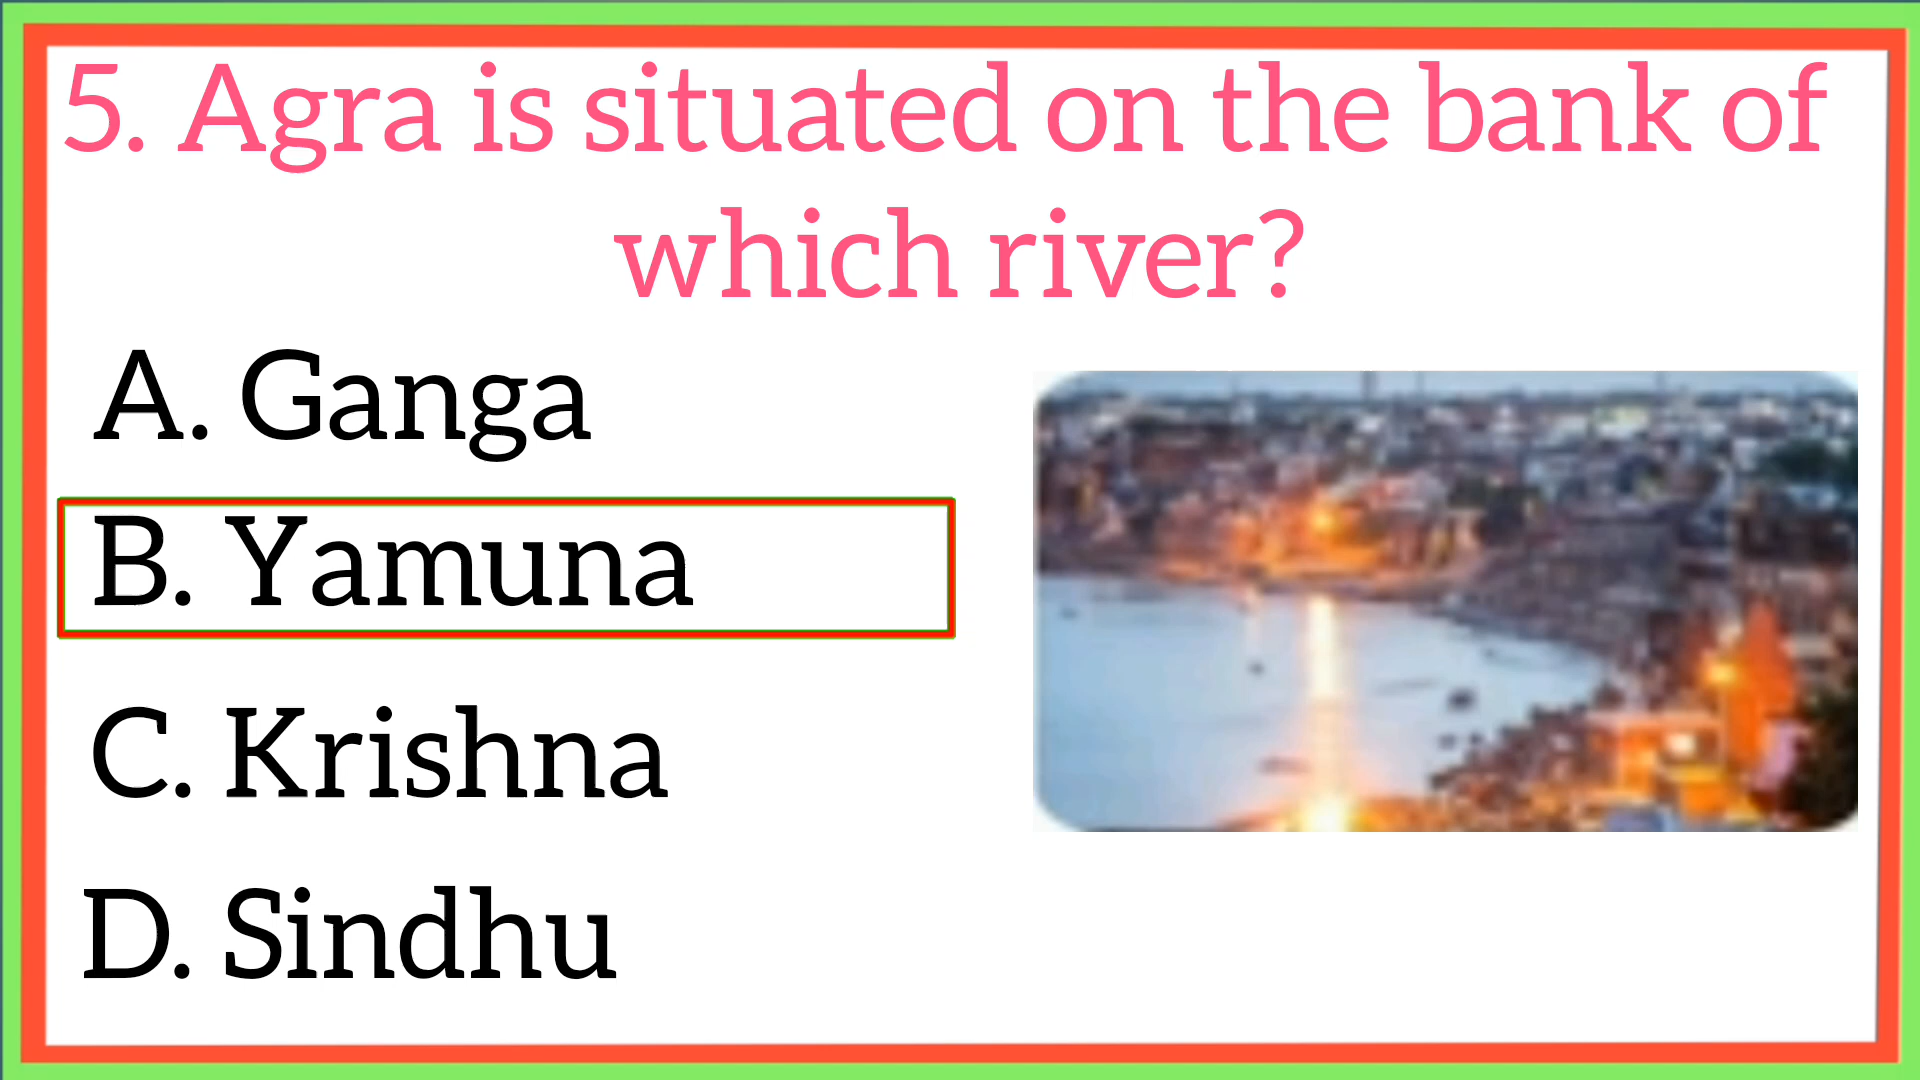 5. Agra is situated on the bank of
which river?
A. Ganga
B. Yamuna
C. Krishna
D. Sindhu